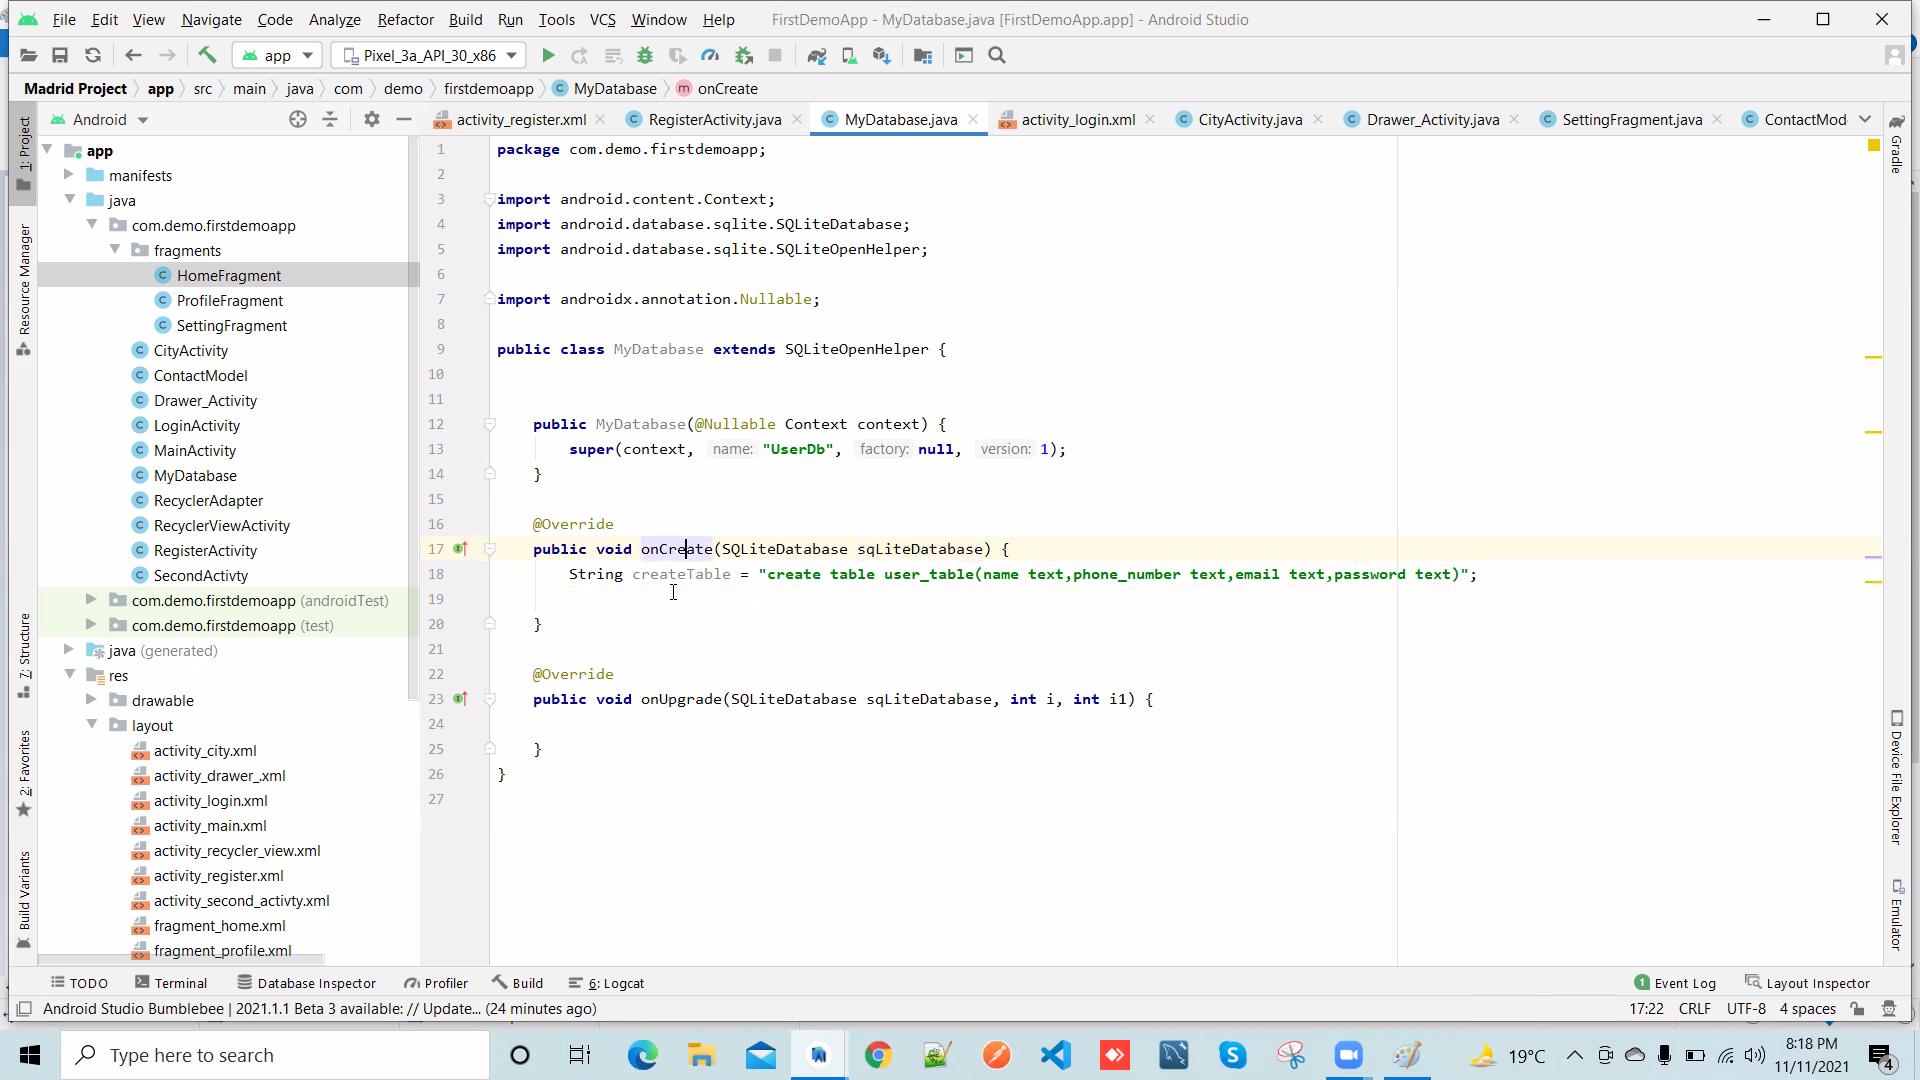 File Edit View Navigate Code Analyze Refactor Build Run Tools VCS Window Help FirstDemoApp - MyDatabase.java [FirstDemoApp.app] - Android Studio
app Pixel_3a_API_30_x86
Madrid Project app src main java com demo firstdemoapp MyDatabase onCreate
Android
activity_register.xml RegisterActivity.java MyDatabase.java activity_login.xml CityActivity.java Drawer_Activity.java SettingFragment.java ContactMod
1: Project
Resource Manager
7: Structure
2: Favorites
Build Variants
app
manifests
java
com.demo.firstdemoapp
fragments
HomeFragment
ProfileFragment
SettingFragment
CityActivity
ContactModel
Drawer_Activity
LoginActivity
MainActivity
MyDatabase
RecyclerAdapter
RecyclerViewActivity
RegisterActivity
SecondActivty
com.demo.firstdemoapp (androidTest)
com.demo.firstdemoapp (test)
java (generated)
res
drawable
layout
activity_city.xml
activity_drawer_.xml
activity_login.xml
activity_main.xml
activity_recycler_view.xml
activity_register.xml
activity_second_activty.xml
fragment_home.xml
fragment_profile.xml
1 package com.demo.firstdemoapp;
2
3 import android.content.Context;
4 import android.database.sqlite.SQLiteDatabase;
5 import android.database.sqlite.SQLiteOpenHelper;
6
7 import androidx.annotation.Nullable;
8
9 public class MyDatabase extends SQLiteOpenHelper {
10
11
12 public MyDatabase(@Nullable Context context) {
13 super(context, name: "UserDb", factory: null, version: 1);
14 }
15
16 @Override
17 public void onCreate(SQLiteDatabase sqLiteDatabase) {
18 String createTable = "create table user_table(name text,phone_number text,email text,password text)";
19
20 }
21
22 @Override
23 public void onUpgrade(SQLiteDatabase sqLiteDatabase, int i, int i1) {
24
25 }
26 }
27
Gradle
Device File Explorer
Emulator
TODO Terminal Database Inspector Profiler Build 6: Logcat 1 Event Log Layout Inspector
Android Studio Bumblebee | 2021.1.1 Beta 3 available: // Update... (24 minutes ago) 17:22 CRLF UTF-8 4 spaces
Type here to search
19°C
8:18 PM
11/11/2021
4